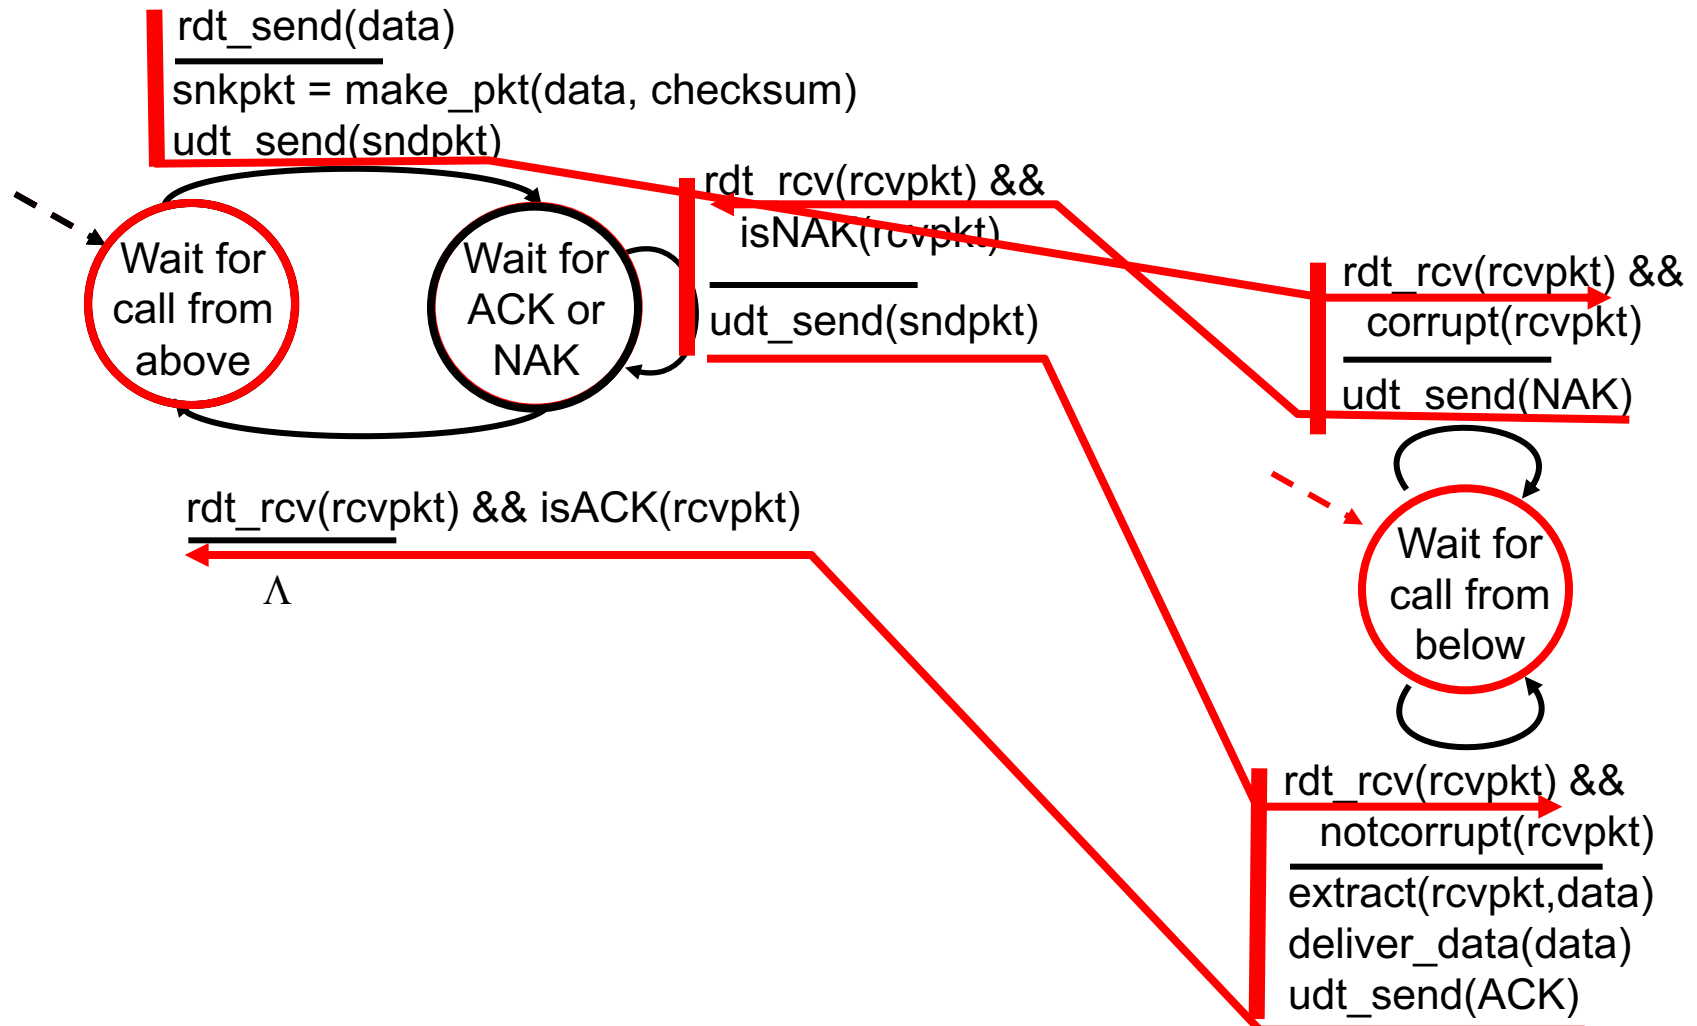 rdt_send(data)
snkpkt = make_pkt(data, checksum)
udt_send(sndpkt)
Wait for
call from
above
Wait for
ACK or
NAK
rdt_rcv(rcvpkt) &&
isNAK(rcvpkt)
udt_send(sndpkt)
rdt_rcv(rcvpkt) && isACK(rcvpkt)
Λ
rdt_rcv(rcvpkt) &&
corrupt(rcvpkt)
udt_send(NAK)
Wait for
call from
below
rdt_rcv(rcvpkt) &&
notcorrupt(rcvpkt)
extract(rcvpkt,data)
deliver_data(data)
udt_send(ACK)